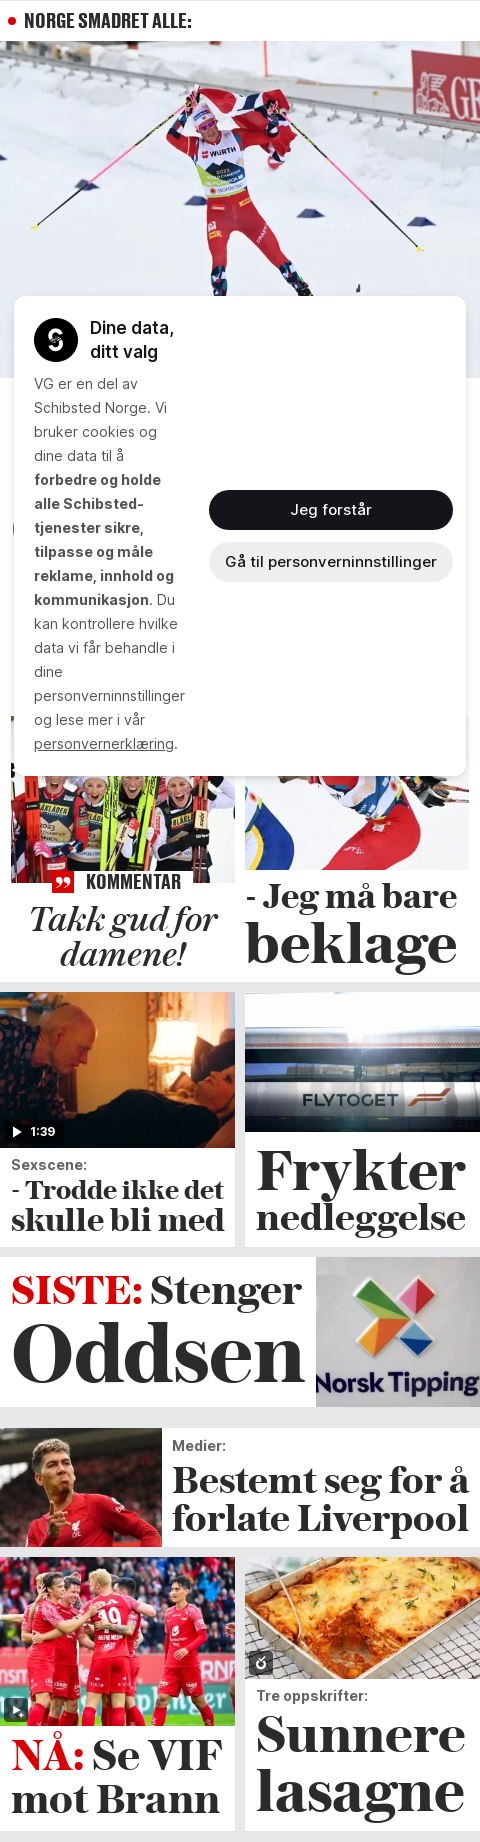 NORGE SMADRET ALLE:
WÜRTH
2021
CRAFT
Dine data,
ditt valg
VG er en del av
Schibsted Norge. Vi
bruker cookies og
dine data til å
forbedre og holde
alle Schibsted-
tjenester sikre,
tilpasse og måle
reklame, innhold og
kommunikasjon. Du
kan kontrollere hvilke
data vi får behandle i
dine
personverninnstillinger
og lese mer i vår
personvernerklæring.
Jeg forstår
Gå til personverninnstillinger
2023
KOMMENTAR
Takk gud for
damene!
- Jeg må bare
beklage
1:39
Sexscene:
- Trodde ikke det
skulle bli med
FLYTOGET
Frykter
nedleggelse
SISTE: Stenger
Oddsen
Norsk Tipping
Medier:
Bestemt seg for å
forlate Liverpool
19
NÅ: Se VIF
mot Brann
Tre oppskrifter:
Sunnere
lasagne